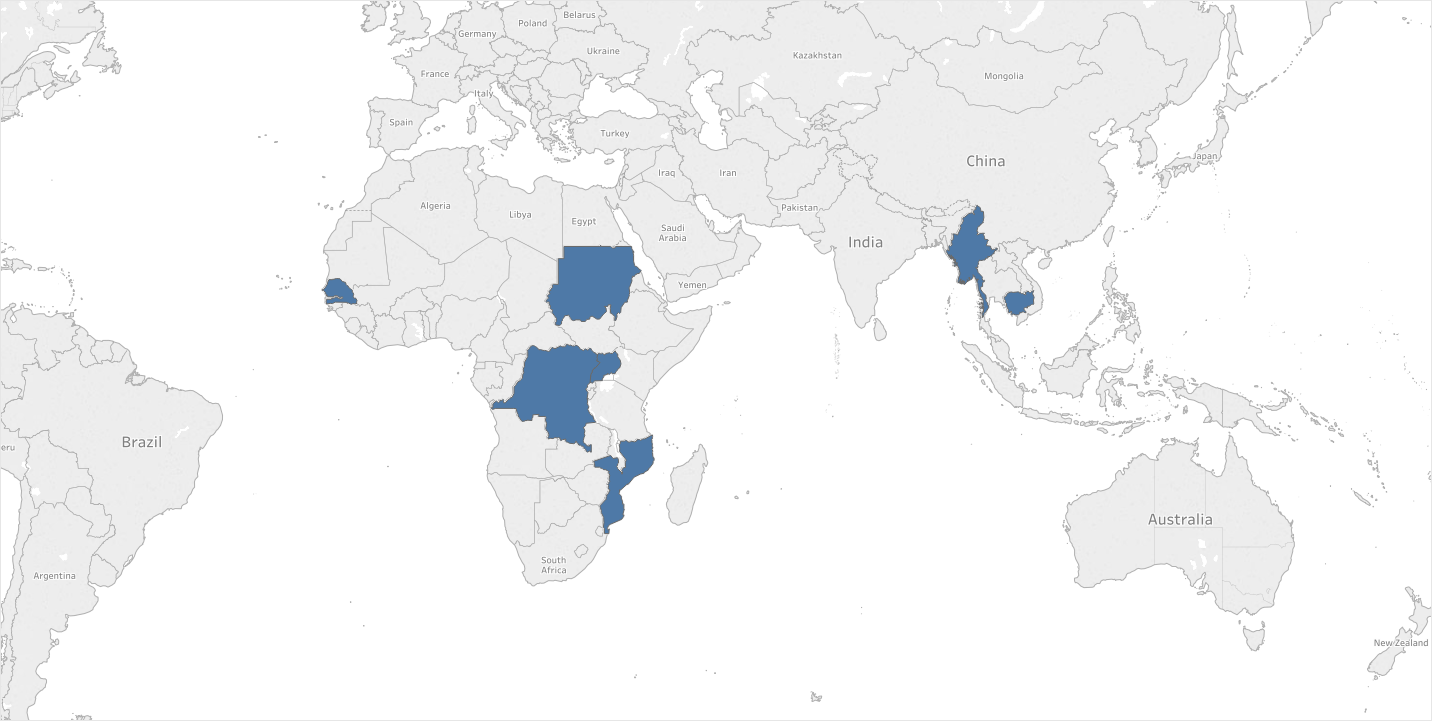 Belarus
Poland
Germany
Ukraine
Kazakhstan
France
Mongolia
Italy
Spain
Turkey
Japan
China
Iraq
Iran
Algeria
Pakistan
Libya
Egypt
Saudi
Arabia
India
Yemen
Brazil
eru
Australia
South
Africa
Argentina
New Zealand